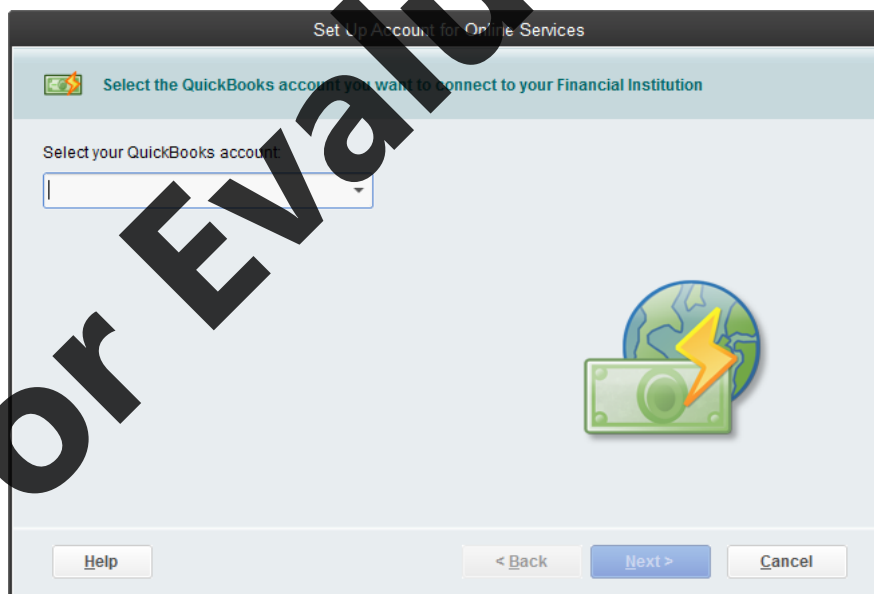 Set Up Account for Online Services
Select the QuickBooks account you want to connect to your Financial Institution
Select your QuickBooks account:
or Evalu
Help
< Back
Next >
Cancel